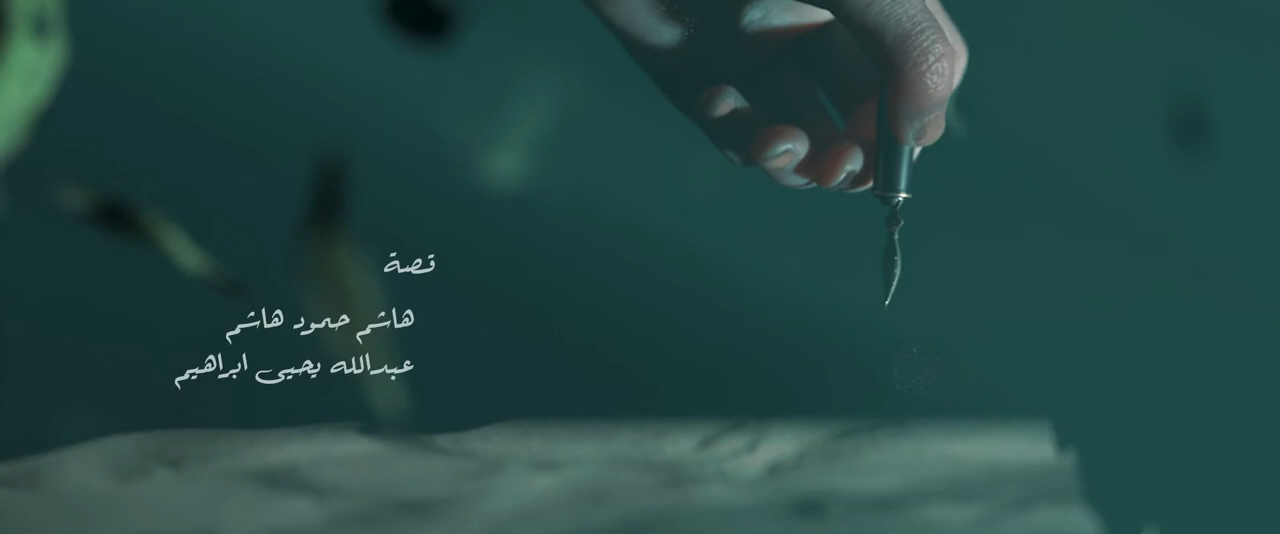 قصة
هاشم حمود هاشم
عبدالله يحيى ابراهيم